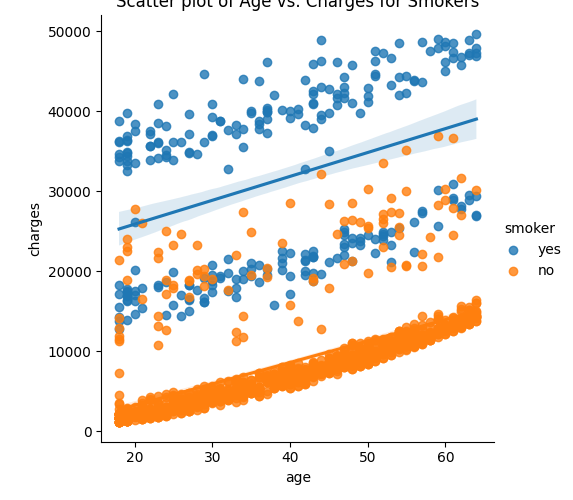 Scatter plot of Age vs. Charges for Smokers
50000
40000
30000
20000
10000
0
charges
20 30 40 50 60
age
smoker
yes
no